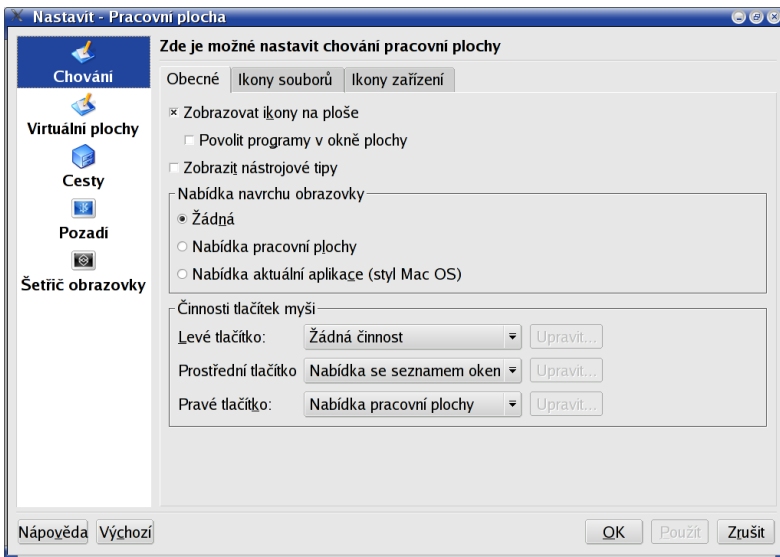 Nastavít - Pracovní plocha
Chování
Virtuální plochy
Cesty
Pozadí
Šetřič obrazovky
Zde je možné nastavit chování pracovní plochy
Obecné Ikony souborů Ikony zařízení
Zobrazovat ikony na ploše
Povolit programy v okně plochy
Zobrazit nástrojové tipy
Nabídka navrchu obrazovky
Žádná
Nabídka pracovní plochy
Nabídka aktuální aplikace (styl Mac OS)
Činnosti tlačítek myši
Levé tlačítko: Žádná činnost Upravit...
Prostřední tlačítko Nabídka se seznamem oken Upravit...
Pravé tlačítko: Nabídka pracovní plochy Upravit...
Nápověda Výchozí OK Použít Zrušit